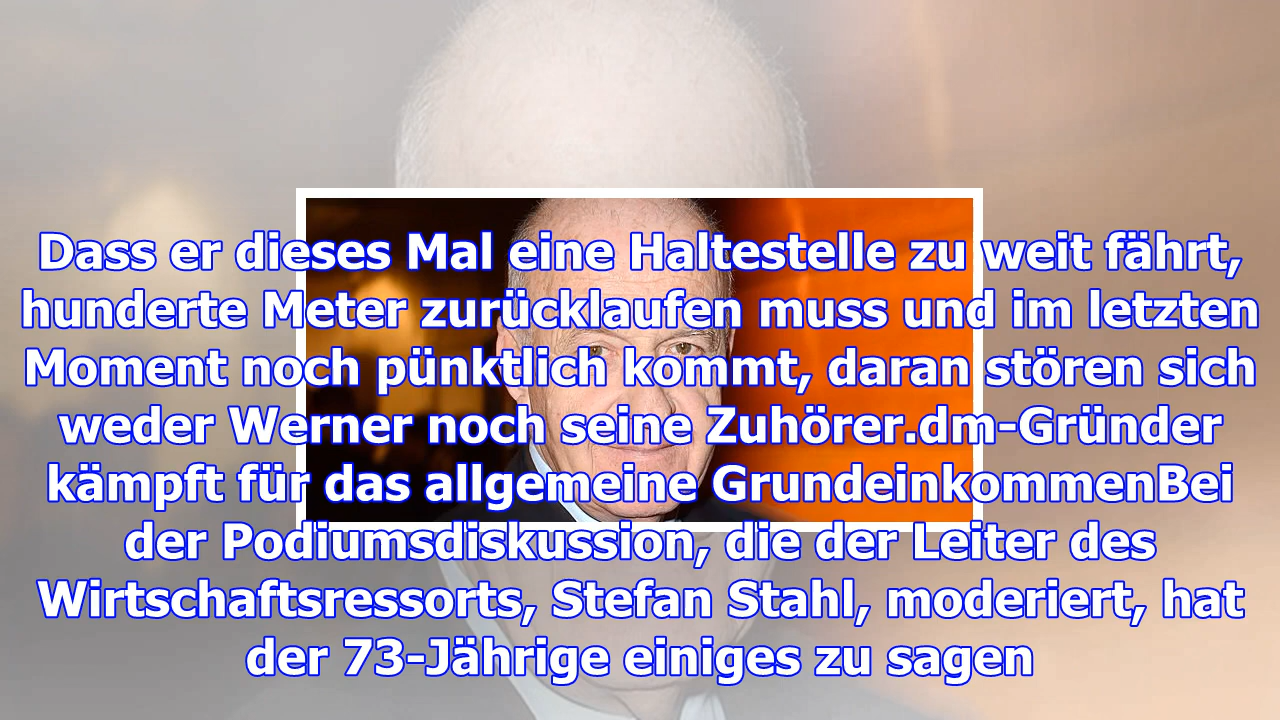 Dass er dieses Mal eine Haltestelle zu weit fährt,
hunderte Meter zurücklaufen muss und im letzten
Moment noch pünktlich kommt, daran stören sich
weder Werner noch seine Zuhörer.dm-Gründer
kämpft für das allgemeine GrundeinkommenBei
der Podiumsdiskussion, die der Leiter des
Wirtschaftsressorts, Stefan Stahl, moderiert, hat
der 73-Jährige einiges zu sagen